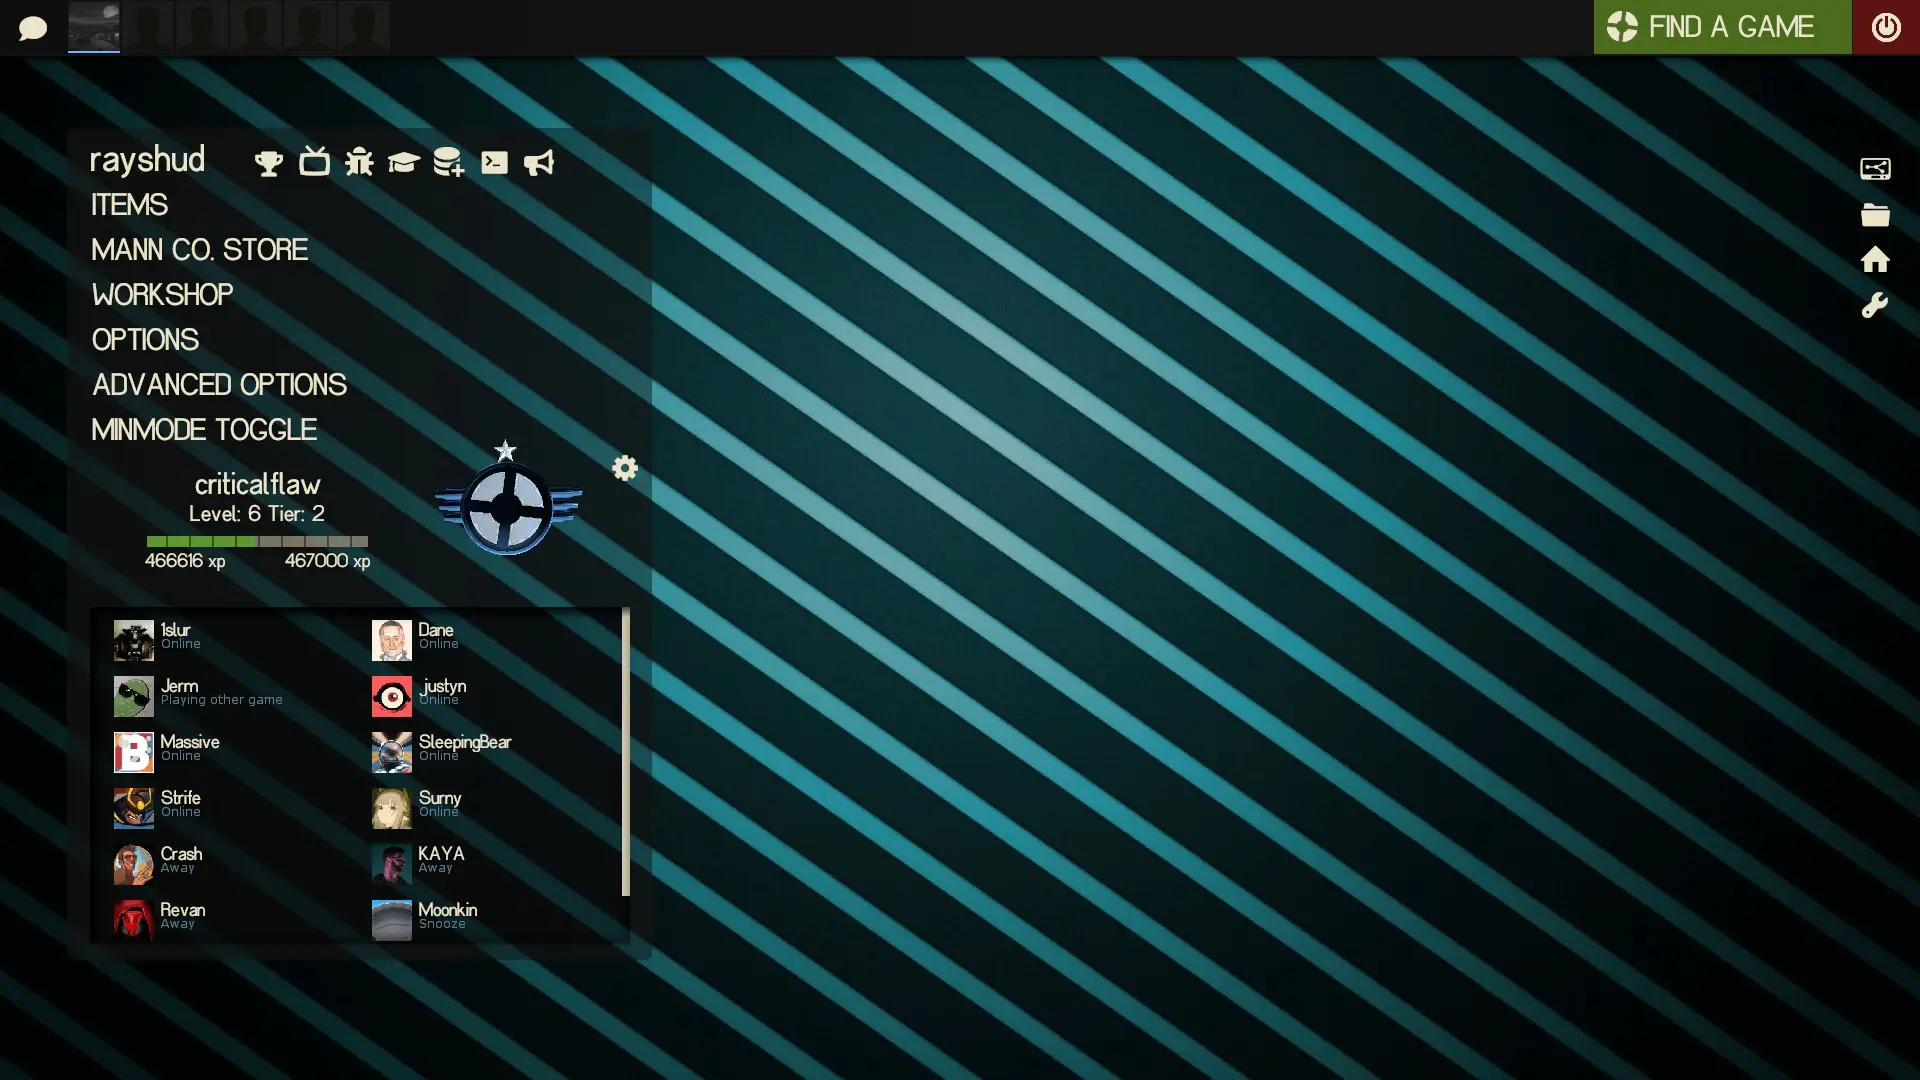 FIND A GAME
rayshud
ITEMS
MANN CO. STORE
WORKSHOP
OPTIONS
ADVANCED OPTIONS
MINMODE TOGGLE
criticalflaw
Level: 6 Tier: 2
466616 xp 467000 xp
1slur
Online
Dane
Online
Jerm
Playing other game
justyn
Online
Massive
Online
SleepingBear
Online
Strife
Online
Surny
Online
Crash
Away
KAYA
Away
Revan
Away
Moonkin
Snooze